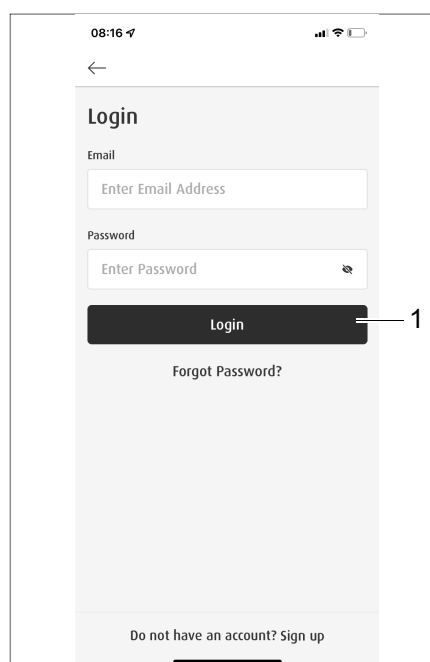 08:16
Login
Email
Enter Email Address
Password
Enter Password
Login
1
Forgot Password?
Do not have an account? Sign up